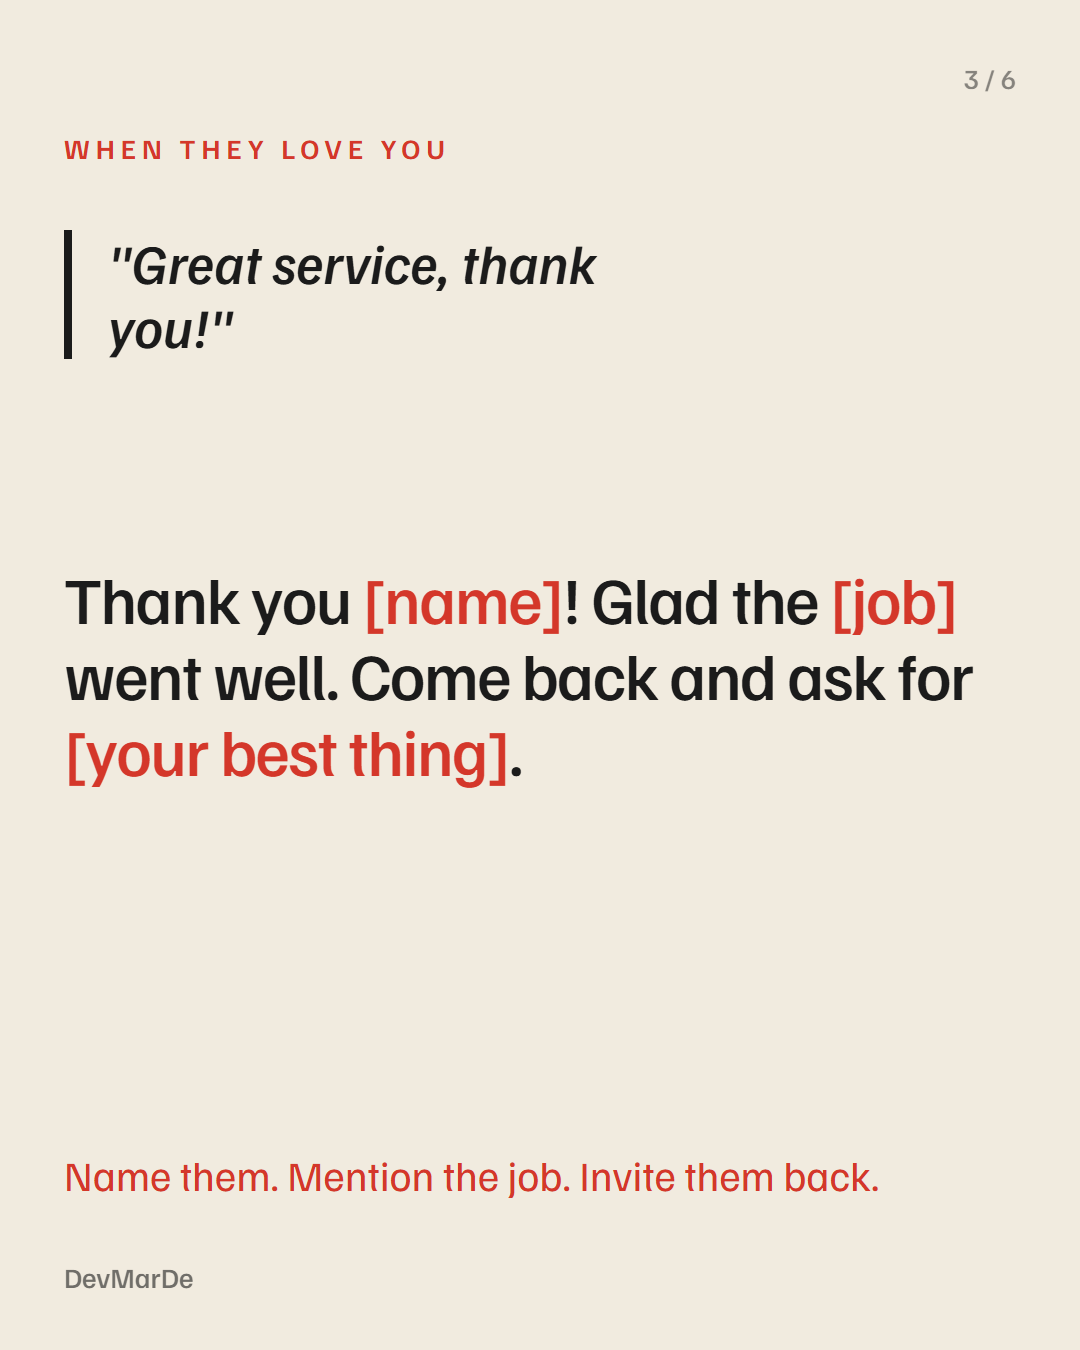 3 / 6
WHEN THEY LOVE YOU
"Great service, thank
you!"
Thank you [name]! Glad the [job]
went well. Come back and ask for
[your best thing].
Name them. Mention the job. Invite them back.
DevMarDe